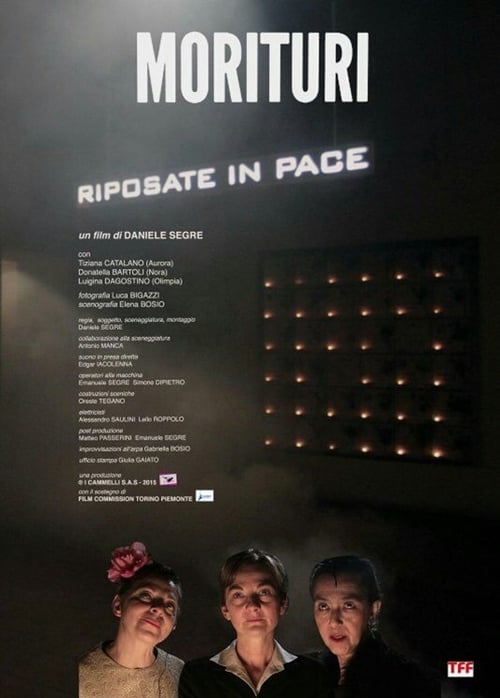 MORITURI
RIPOSATE IN PACE
un film di DANIELE SEGRE
con
Tiziana CATALANO (Aurora)
Donatella BARTOLI (Nora)
Luigina DAGOSTINO (Olimpia)
fotografia Luca BIGAZZI
scenografia Elena BOSIO
regia, soggetto, sceneggiatura, montaggio
Daniele SEGRE
collaborazione alla sceneggiatura
Antonio MANCA
suono in presa diretta
Edgar IACOLENNA
operatori alla macchina
Emanuele SEGRE Simone DIPIETRO
costruzioni sceniche
Oreste TEGANO
elettricisti
Alessandro SAULINI Lello ROPPOLO
post produzione
Matteo PASSERINI Emanuele SEGRE
improvvisazioni all'arpa Gabriella BOSIO
ufficio stampa Giulia GAIATO
una produzione
© I CAMMELLI S.A.S - 2015
con il sostegno di
FILM COMMISSION TORINO PIEMONTE
TFF